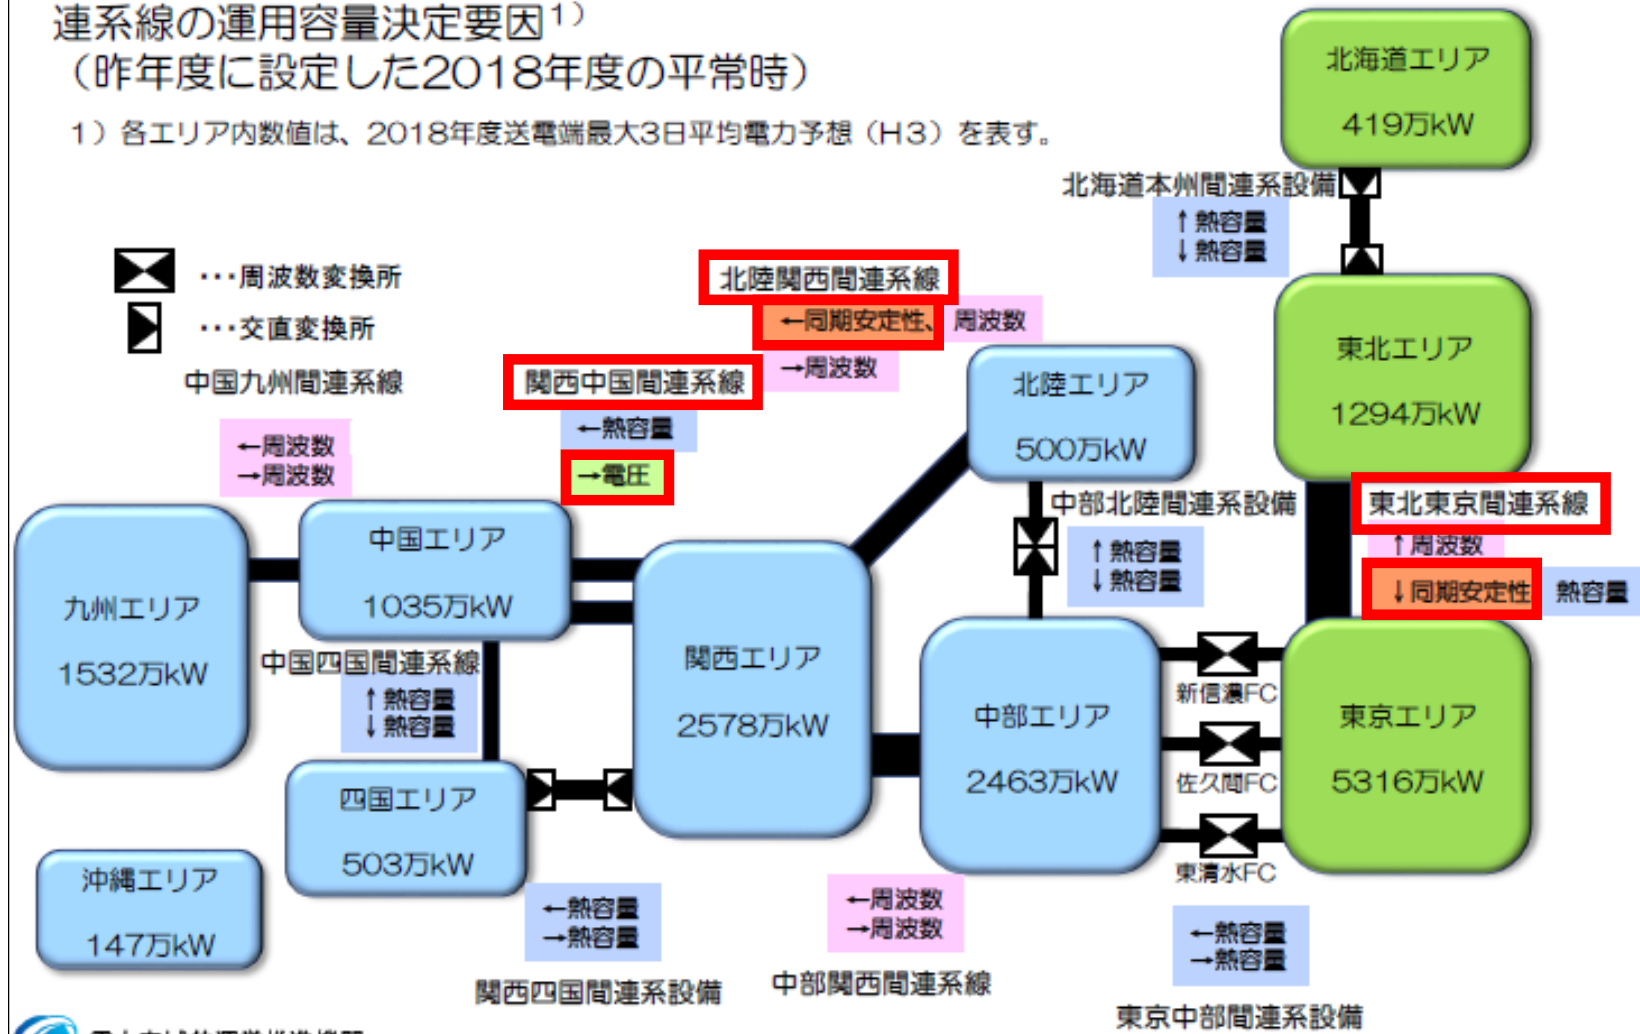 連系線の運用容量決定要因1)
（昨年度に設定した2018年度の平常時）
1）各エリア内数値は、2018年度送電端最大3日平均電力予想（H3）を表す。
北海道エリア
419万kW
北海道本州間連系設備
↑熱容量
↓熱容量
…周波数変換所
…交直変換所
北陸関西間連系線
←同期安定性、周波数
→周波数
中国九州間連系線
←周波数
→周波数
関西中国間連系線
←熱容量
→電圧
北陸エリア
500万kW
東北エリア
1294万kW
中部北陸間連系設備
↑熱容量
↓熱容量
東北東京間連系線
↑周波数
↓同期安定性 熱容量
九州エリア
1532万kW
中国エリア
1035万kW
中国四国間連系線
↑熱容量
↓熱容量
関西エリア
2578万kW
中部エリア
2463万kW
新信濃FC
佐久間FC
東清水FC
東京エリア
5316万kW
四国エリア
503万kW
沖縄エリア
147万kW
←熱容量
→熱容量
関西四国間連系設備
←周波数
→周波数
中部関西間連系線
←熱容量
→熱容量
東京中部間連系設備